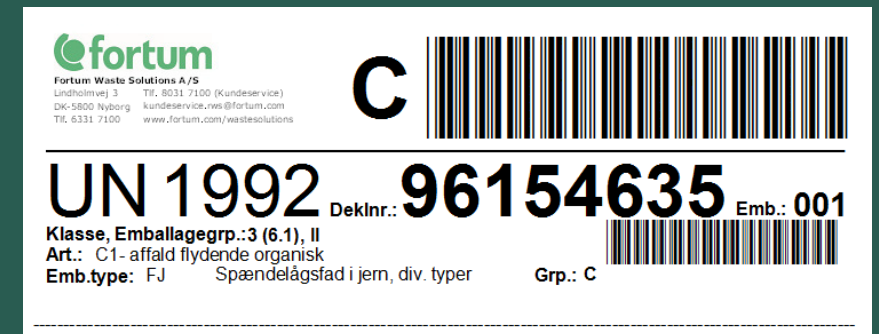 fortum
Fortum Waste Solutions A/S
Lindholmvej 3 Tlf. 8031 7100 (Kundeservice)
DK-5800 Nyborg kundeservice.rws@fortum.com
Tlf. 6331 7100 www.fortum.com/wastesolutions
C
UN 1992 Deklnr.: 96154635 Emb.: 001
Klasse, Emballagegrp.:3 (6.1), II
Art.: C1- affald flydende organisk
Emb.type: FJ Spændelågsfad i jern, div. typer Grp.: C